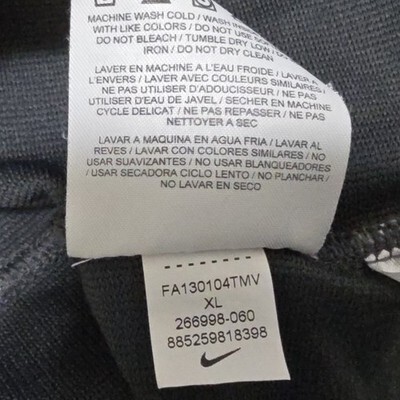 MACHINE WASH COLD / WASH INSIDE
WITH LIKE COLORS / DO NOT USE
DO NOT BLEACH / TUMBLE DRY LOW / DO
IRON / DO NOT DRY CLEAN
LAVER EN MACHINE A L'EAU FROIDE / LAVER A
L'ENVERS / LAVER AVEC COULEURS SIMILAIRES /
NE PAS UTILISER D'ADOUCISSEUR / NE PAS
UTILISER D'EAU DE JAVEL / SECHER EN MACHINE
CYCLE DELICAT / NE PAS REPASSER / NE PAS
NETTOYER A SEC
LAVAR A MAQUINA EN AGUA FRIA / LAVAR AL
REVES / LAVAR CON COLORES SIMILARES / NO
USAR SUAVIZANTES / NO USAR BLANQUEADORES
/ USAR SECADORA CICLO LENTO / NO PLANCHAR /
NO LAVAR EN SECO
FA130104TMV
XL
266998-060
885259818398